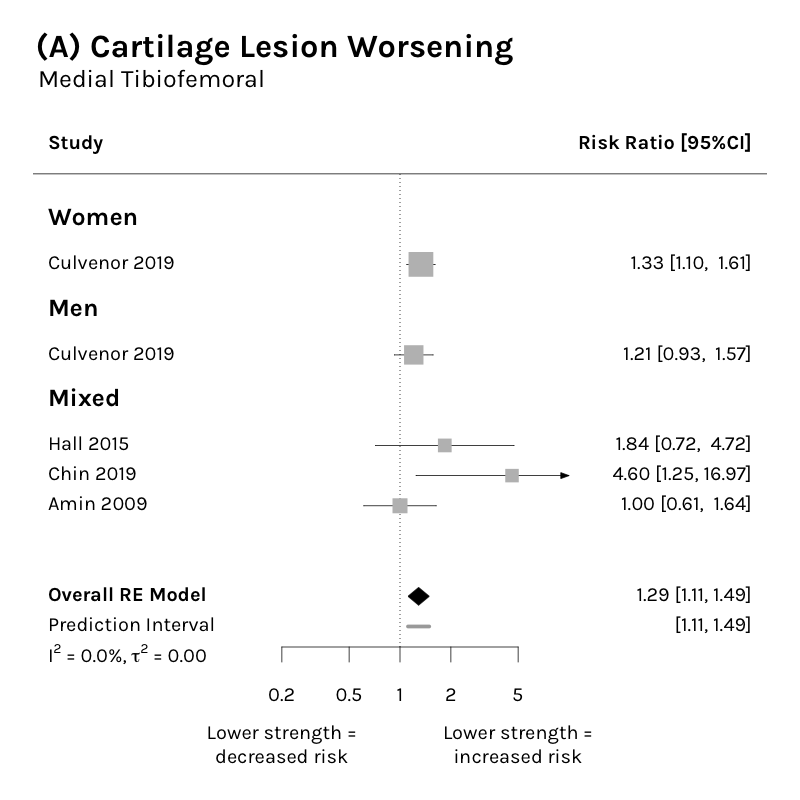 (A) Cartilage Lesion Worsening
Medial Tibiofemoral
Study Risk Ratio [95%CI]
Women
Culvenor 2019 1.33 [1.10, 1.61]
Men
Culvenor 2019 1.21 [0.93, 1.57]
Mixed
Hall 2015 1.84 [0.72, 4.72]
Chin 2019 4.60 [1.25, 16.97]
Amin 2009 1.00 [0.61, 1.64]
Overall RE Model 1.29 [1.11, 1.49]
Prediction Interval [1.11, 1.49]
I² = 0.0%, τ² = 0.00
0.2 0.5 1 2 5
Lower strength = Lower strength =
decreased risk increased risk